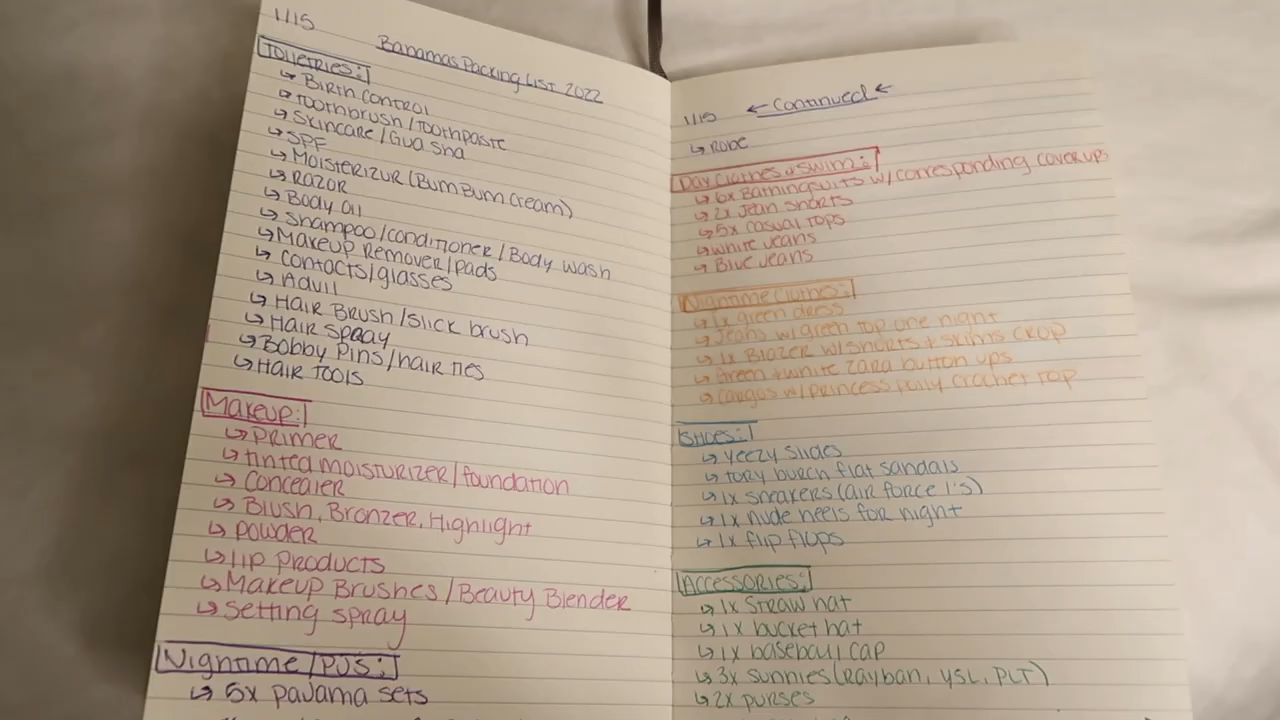 1/15
Bahamas Packing List 2022
Toiletries:
↳ Birth control
↳ toothbrush/toothpaste
↳ Skincare/Gua sha
↳ SPF
↳ Moisterizur (Bum Bum Cream)
↳ Razor
↳ Body oil
↳ Shampoo/conditioner/Body wash
↳ Makeup Remover/pads
↳ Contacts/glasses
↳ Advil
↳ Hair Brush/slick brush
↳ Hair spray
↳ Bobby Pins/hair ties
↳ Hair Tools
Makeup:
↳ Primer
↳ tinted moisturizer/foundation
↳ Concealer
↳ Blush, Bronzer, Highlight
↳ powder
↳ lip Products
↳ Makeup Brushes/Beauty Blender
↳ Setting spray
Nightime/PJS:
↳ 5x pajama sets
1/15 ← Continued ←
↳ Robe
Day Clothes + swim:
↳ 6x Bathingsuits w/corresponding coverups
↳ 2x Jean shorts
↳ 5x casual tops
↳ white jeans
↳ Blue jeans
Nightime Clothes:
↳ 1x green dress
↳ Jeans w/green top one night
↳ 1x Blazer w/shorts + skims crop
↳ Green + white zara button ups
↳ Cargos w/princess polly crochet top
Shoes:
↳ yeezy slides
↳ tory burch flat sandals
↳ 1x sneakers (air force 1's)
↳ 1x nude heels for night
↳ 1x flip flops
Accessories:
↳ 1x straw hat
↳ 1x bucket hat
↳ 1x baseball cap
↳ 3x sunnies (rayban, YSL, PLT)
↳ 2x purses